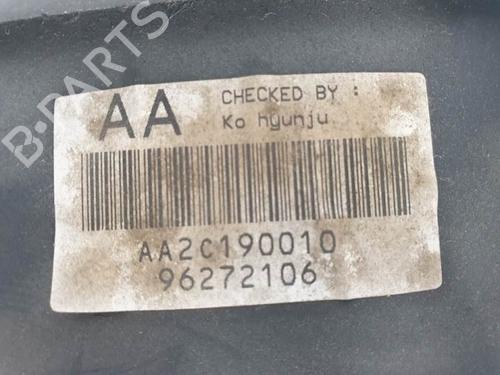 B-PARTS
AA
CHECKED BY :
Ko hyunju
AA2C190010
96272106